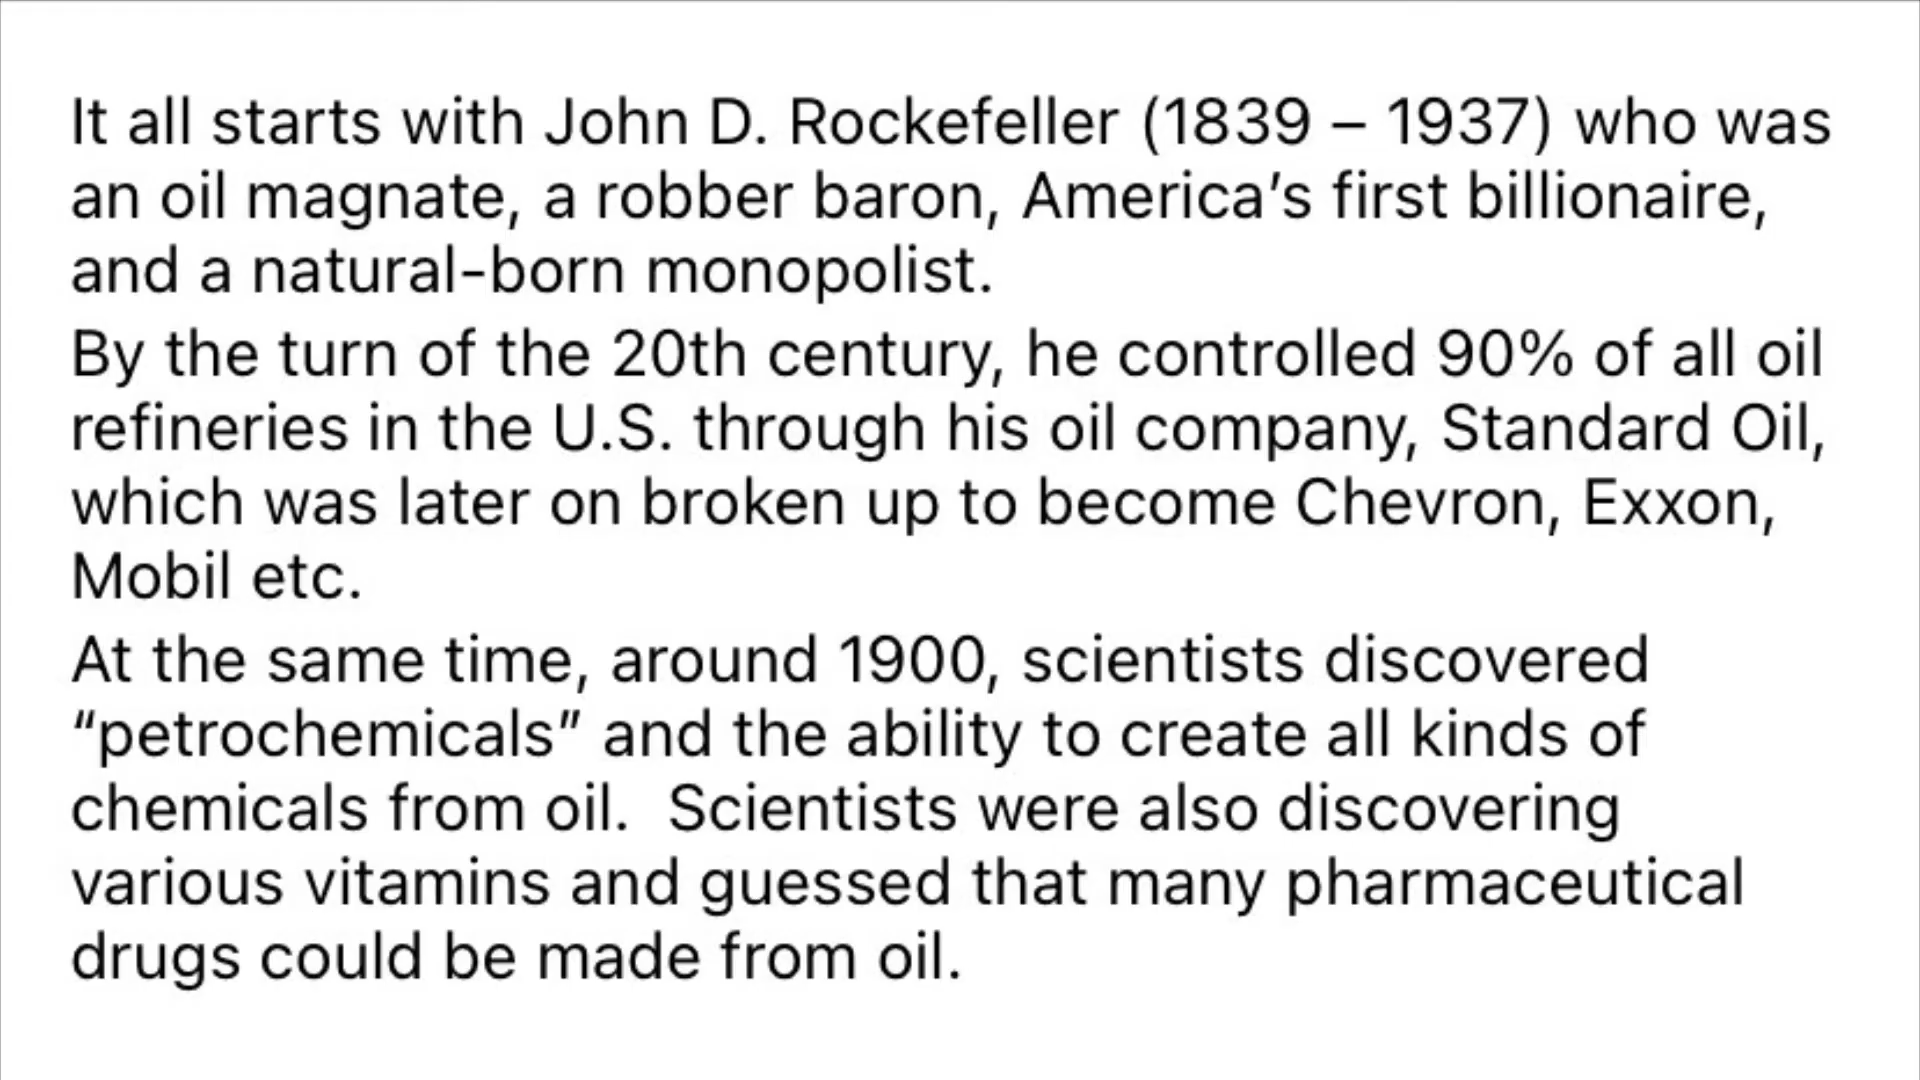 It all starts with John D. Rockefeller (1839 – 1937) who was
an oil magnate, a robber baron, America’s first billionaire,
and a natural-born monopolist.
By the turn of the 20th century, he controlled 90% of all oil
refineries in the U.S. through his oil company, Standard Oil,
which was later on broken up to become Chevron, Exxon,
Mobil etc.
At the same time, around 1900, scientists discovered
“petrochemicals” and the ability to create all kinds of
chemicals from oil.  Scientists were also discovering
various vitamins and guessed that many pharmaceutical
drugs could be made from oil.